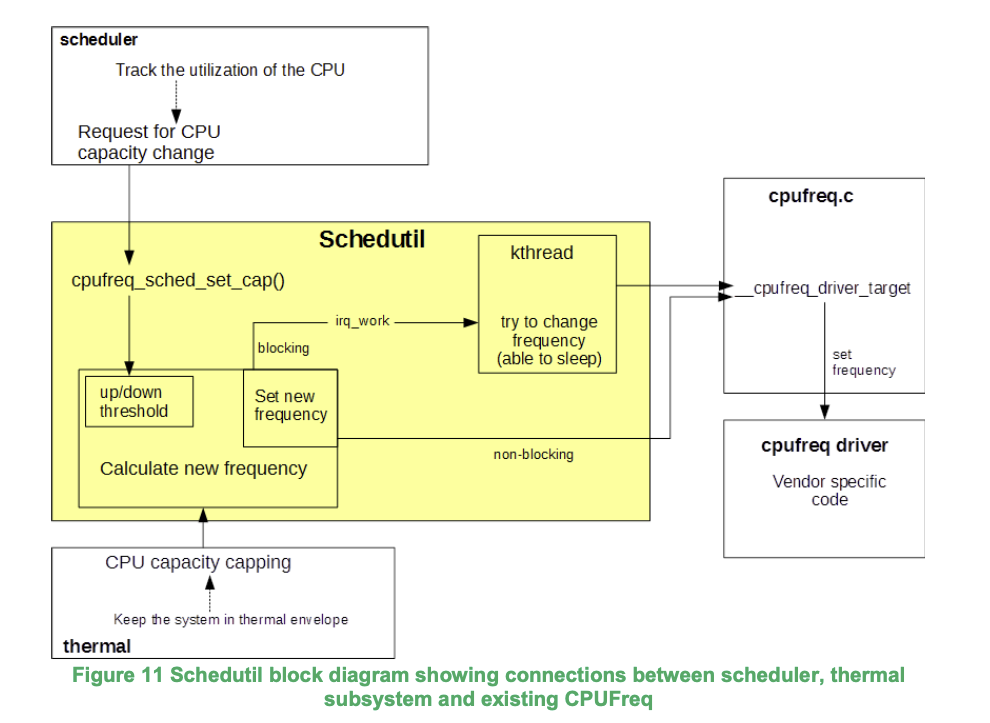 scheduler
Track the utilization of the CPU
Request for CPU
capacity change
Schedutil
cpufreq_sched_set_cap()
kthread
irq_work
try to change
frequency
(able to sleep)
blocking
up/down
threshold
Set new
frequency
Calculate new frequency
non-blocking
cpufreq.c
__cpufreq_driver_target
set
frequency
cpufreq driver
Vendor specific
code
CPU capacity capping
Keep the system in thermal envelope
thermal
Figure 11 Schedutil block diagram showing connections between scheduler, thermal
subsystem and existing CPUFreq